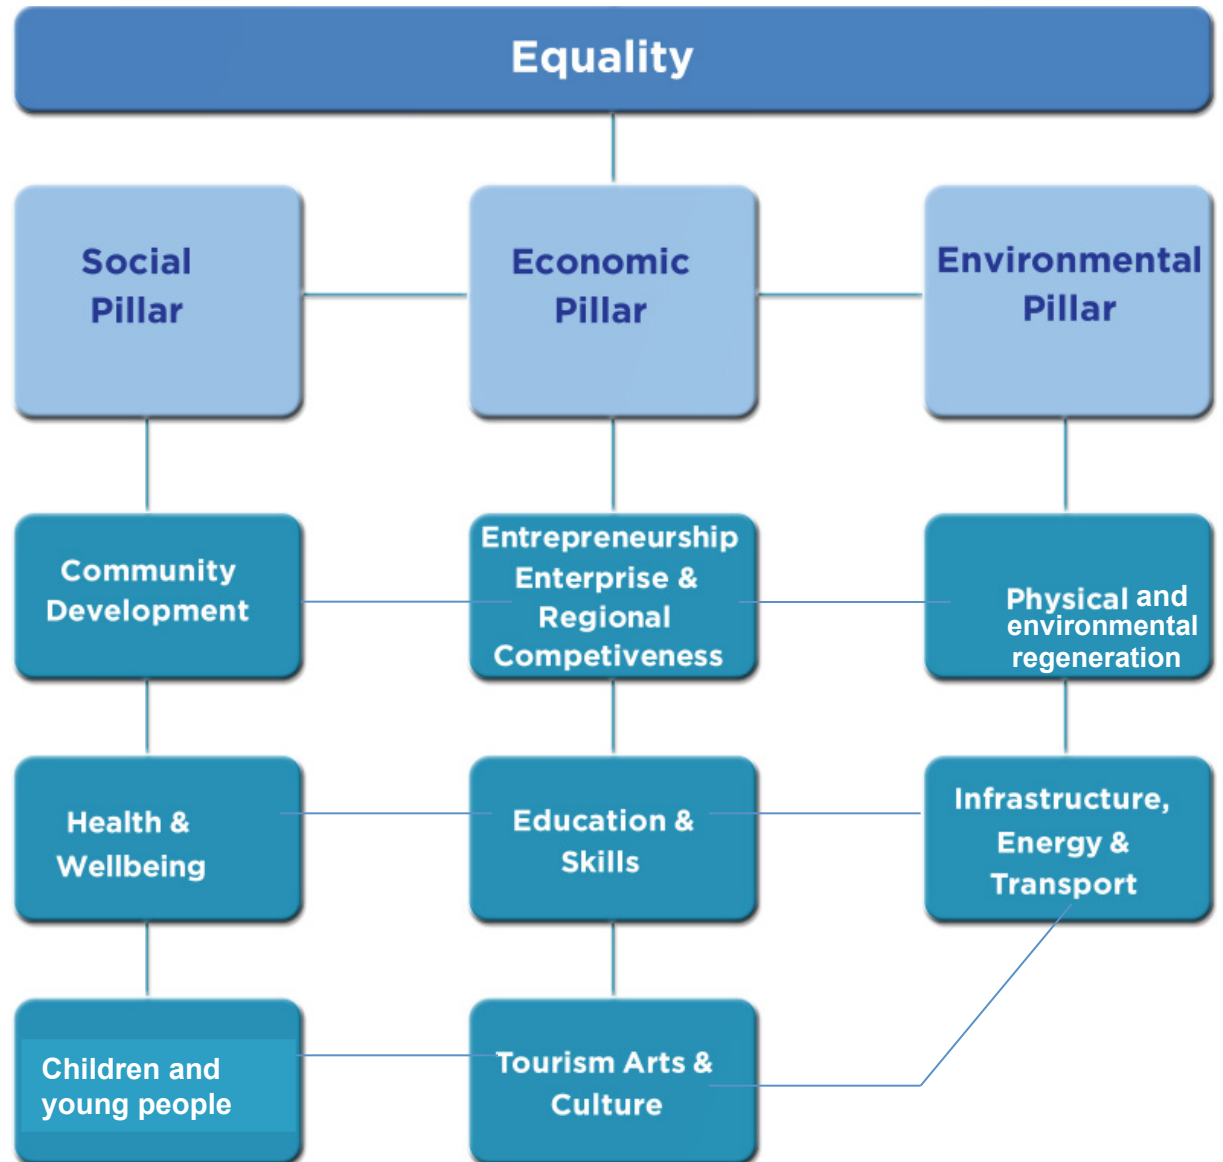 Equality
Social
Pillar
Economic
Pillar
Environmental
Pillar
Community
Development
Entrepreneurship
Enterprise &
Regional
Competiveness
Physical and
environmental
regeneration
Health &
Wellbeing
Education &
Skills
Infrastructure,
Energy &
Transport
Children and
young people
Tourism Arts &
Culture